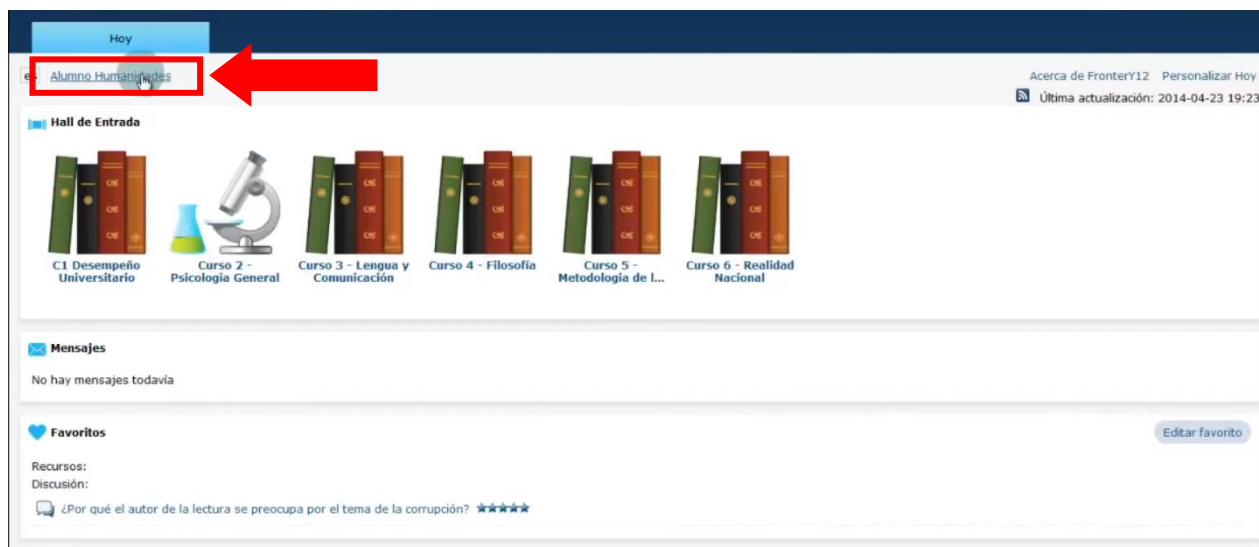 Hoy
es Alumno Humanidades
Acerca de FronterY12 Personalizar Hoy
Última actualización: 2014-04-23 19:23
Hall de Entrada
C1 Desempeño
Universitario
Curso 2 -
Psicologia General
Curso 3 - Lengua y
Comunicación
Curso 4 - Filosofía
Curso 5 -
Metodologia de l...
Curso 6 - Realidad
Nacional
Mensajes
No hay mensajes todavía
Favoritos
Editar favorito
Recursos:
Discusión:
¿Por qué el autor de la lectura se preocupa por el tema de la corrupción?